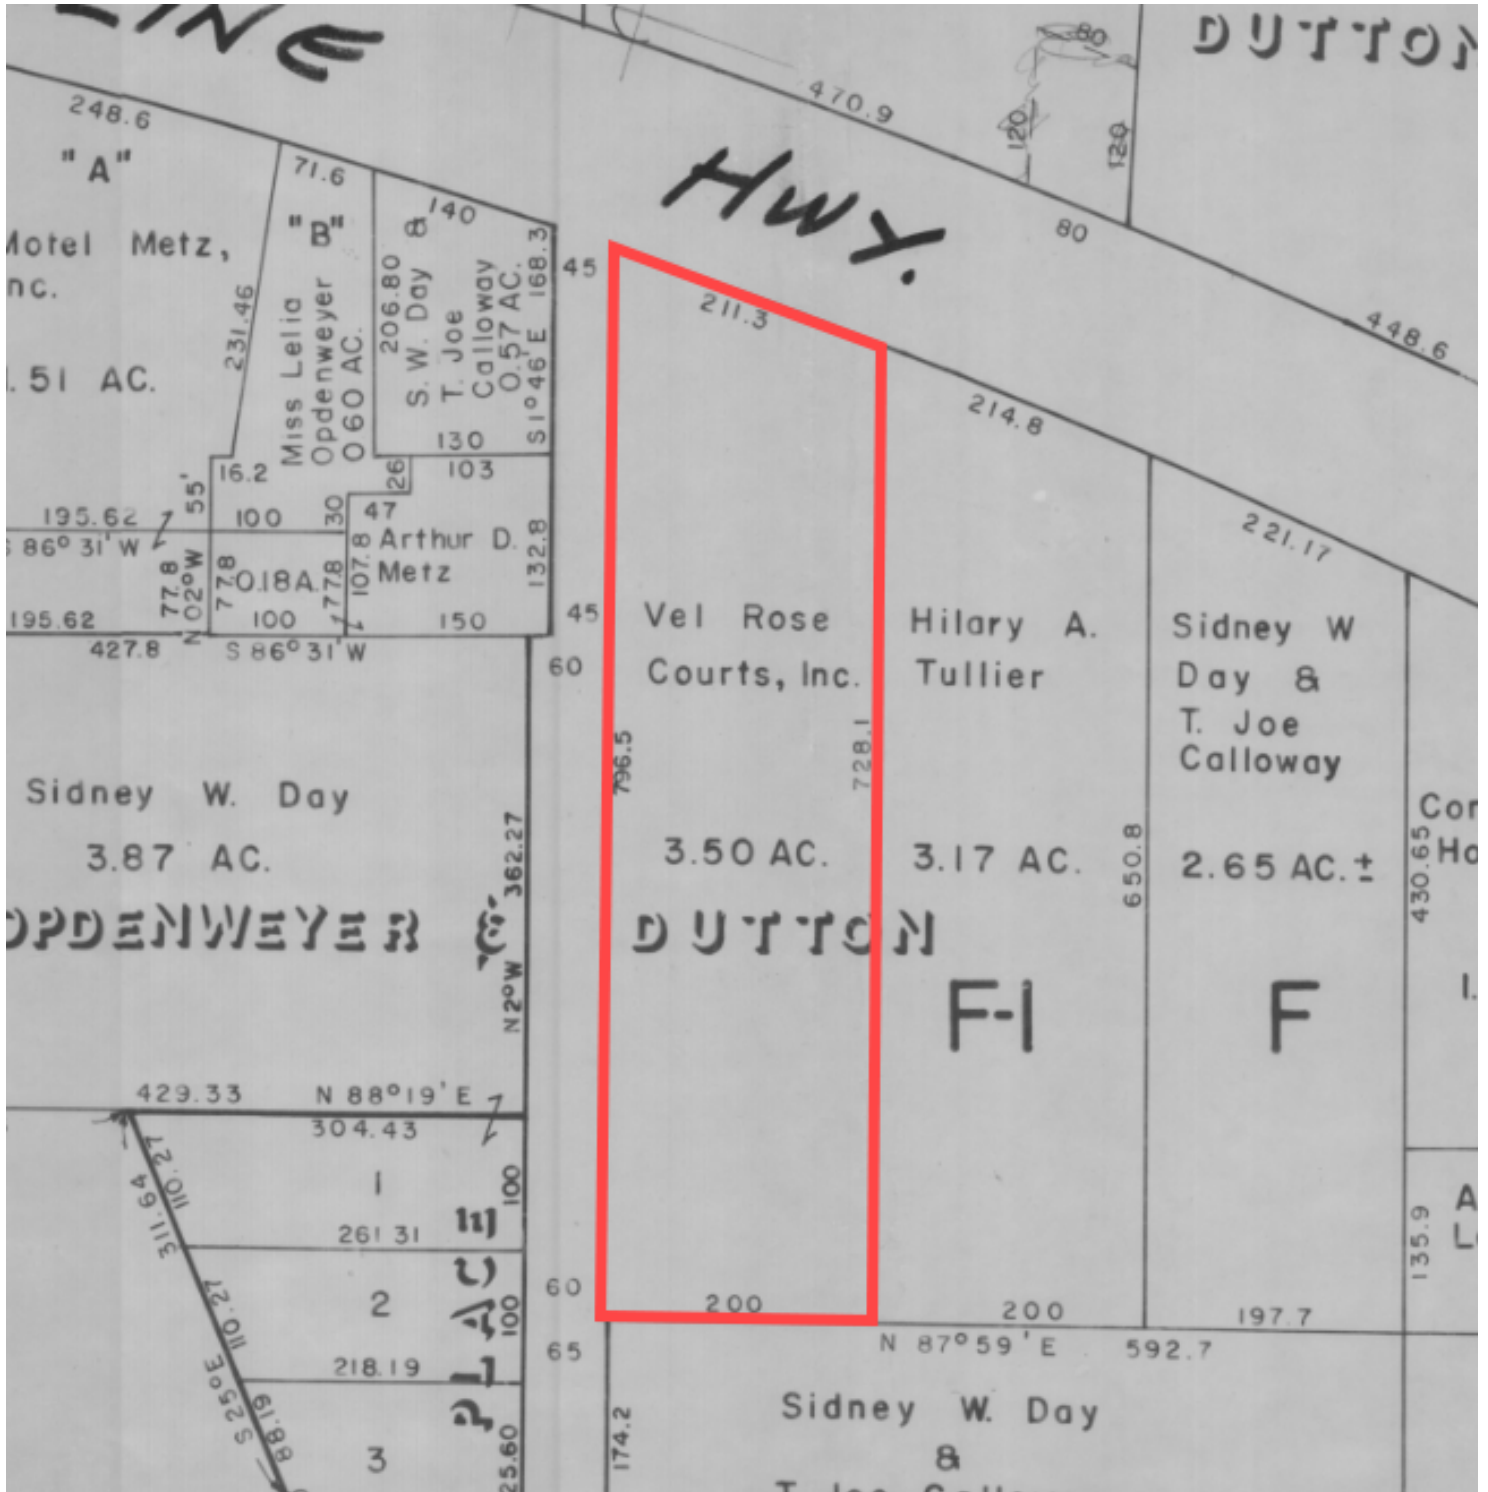 LINE
DUTTON
80
470.9
120
120
248.6
"A"
71.6
"B"
140
HWY.
80
Motel Metz,
Inc.
231.46
Miss Lelia
Opdenweyer
0 60 AC.
206.80
S. W. Day &
T. Joe
Calloway
0.57 AC.
S 1° 46' E 168.3
45
211.3
448.6
.51 AC.
214.8
130
16.2
26
103
55'
195.62
100
30
47
221.17
S 86° 31' W
Arthur D.
Metz
132.8
77.8
N 02° W
77.8
0.18 A.
77.8
107.8
195.62
100
150
45
427.8
S 86° 31' W
60
Vel Rose
Courts, Inc.
Hilary A.
Tullier
Sidney W
Day &
T. Joe
Calloway
796.5
728.1
Sidney W. Day
3.87 AC.
362.27
3.50 AC.
3.17 AC.
650.8
2.65 AC. ±
430.65
OPDENWEYER & DUTTON
N 2° W
F-1
F
429.33
N 88° 19' E
304.43
110.27
311.64
1
100
261 31
PLACE
135.9
60
200
200
197.7
2
100
110.27
N 87° 59' E
592.7
65
218.19
S 25° E
88.19
Sidney W. Day
&
3
25.60
174.2